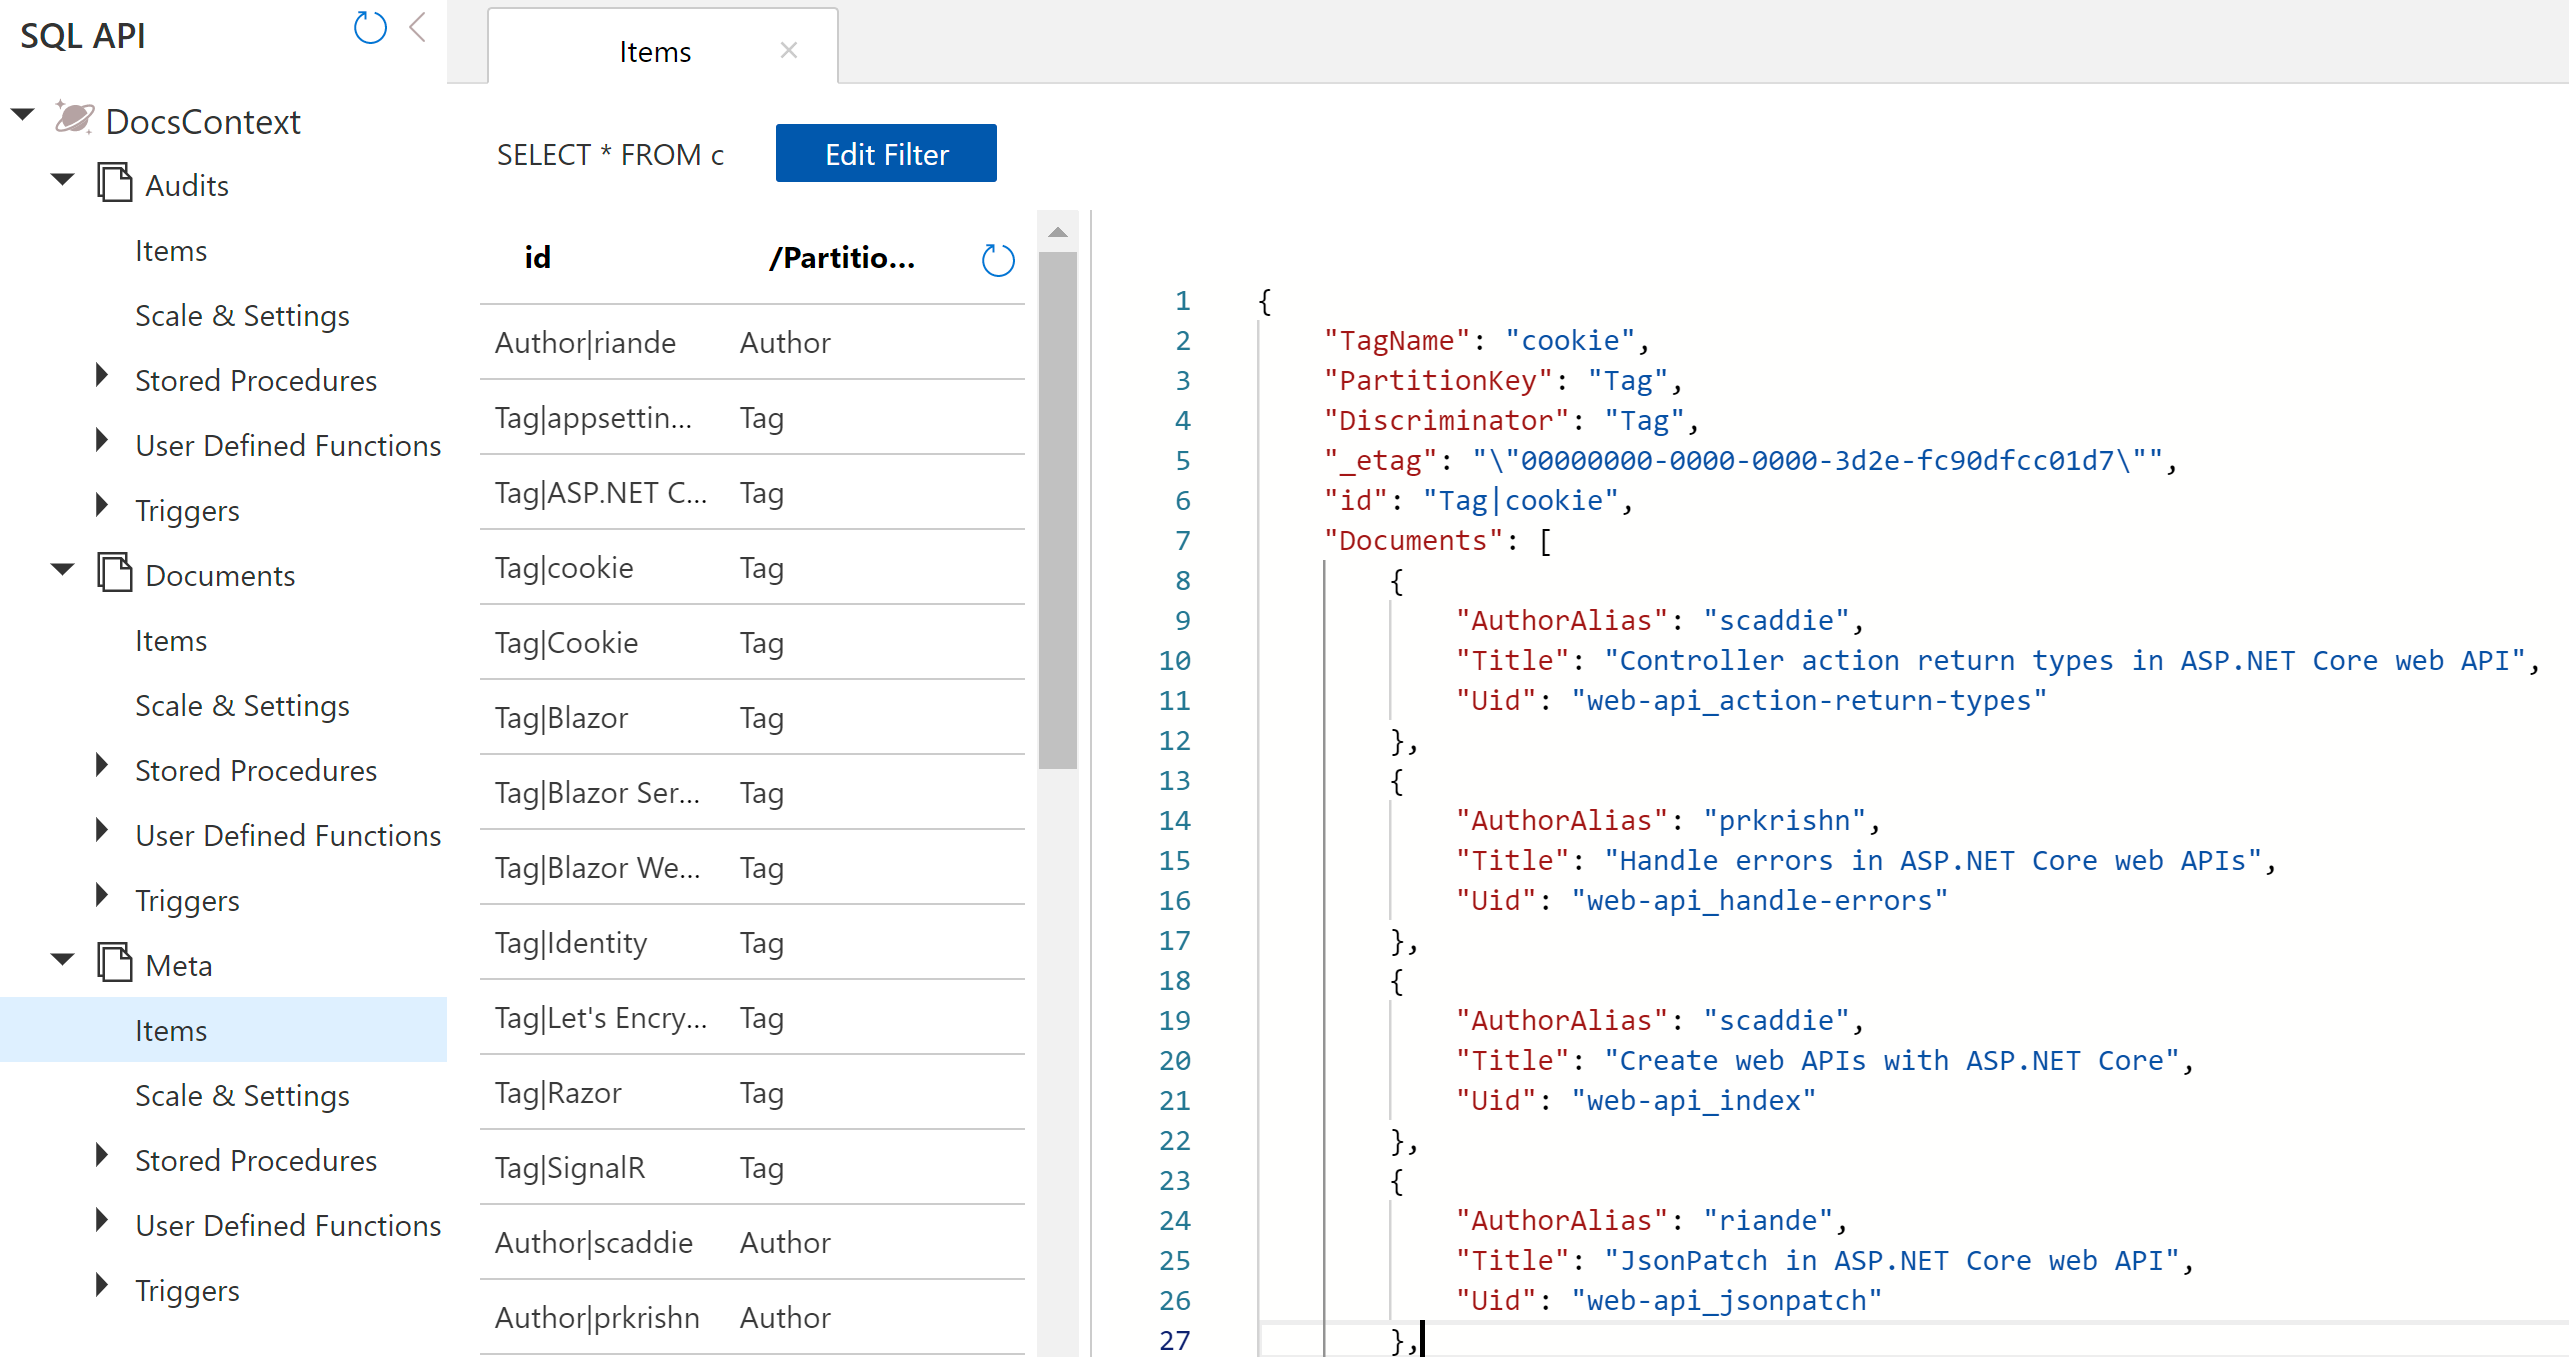 SQL API
DocsContext
Audits
Items
Scale & Settings
Stored Procedures
User Defined Functions
Triggers
Documents
Items
Scale & Settings
Stored Procedures
User Defined Functions
Triggers
Meta
Items
Scale & Settings
Stored Procedures
User Defined Functions
Triggers
Items
SELECT * FROM c Edit Filter
id /Partitio...
Author|riande Author
Tag|appsettin... Tag
Tag|ASP.NET C... Tag
Tag|cookie Tag
Tag|Cookie Tag
Tag|Blazor Tag
Tag|Blazor Ser... Tag
Tag|Blazor We... Tag
Tag|Identity Tag
Tag|Let's Encry... Tag
Tag|Razor Tag
Tag|SignalR Tag
Author|scaddie Author
Author|prkrishn Author
1 {
2 "TagName": "cookie",
3 "PartitionKey": "Tag",
4 "Discriminator": "Tag",
5 "_etag": "\"00000000-0000-0000-3d2e-fc90dfcc01d7\"",
6 "id": "Tag|cookie",
7 "Documents": [
8 {
9 "AuthorAlias": "scaddie",
10 "Title": "Controller action return types in ASP.NET Core web API",
11 "Uid": "web-api_action-return-types"
12 },
13 {
14 "AuthorAlias": "prkrishn",
15 "Title": "Handle errors in ASP.NET Core web APIs",
16 "Uid": "web-api_handle-errors"
17 },
18 {
19 "AuthorAlias": "scaddie",
20 "Title": "Create web APIs with ASP.NET Core",
21 "Uid": "web-api_index"
22 },
23 {
24 "AuthorAlias": "riande",
25 "Title": "JsonPatch in ASP.NET Core web API",
26 "Uid": "web-api_jsonpatch"
27 },